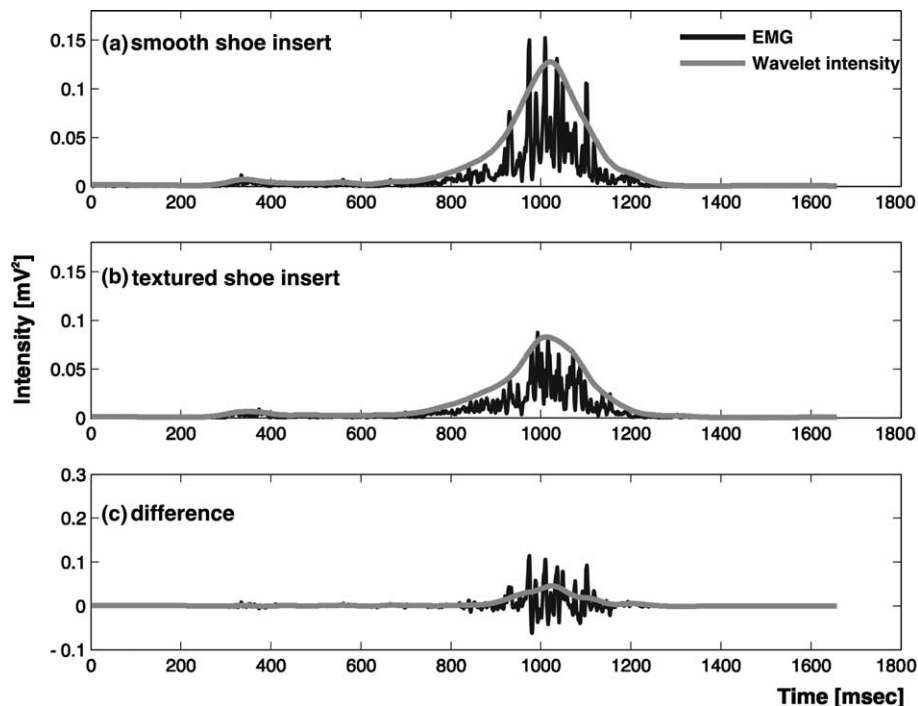 (a) smooth shoe insert
EMG
Wavelet intensity
0.15
0.1
0.05
0
0 200 400 600 800 1000 1200 1400 1600 1800
(b) textured shoe insert
Intensity [mV²]
0.15
0.1
0.05
0
0 200 400 600 800 1000 1200 1400 1600 1800
(c) difference
0.3
0.2
0.1
0
- 0.1
0 200 400 600 800 1000 1200 1400 1600 1800
Time [msec]